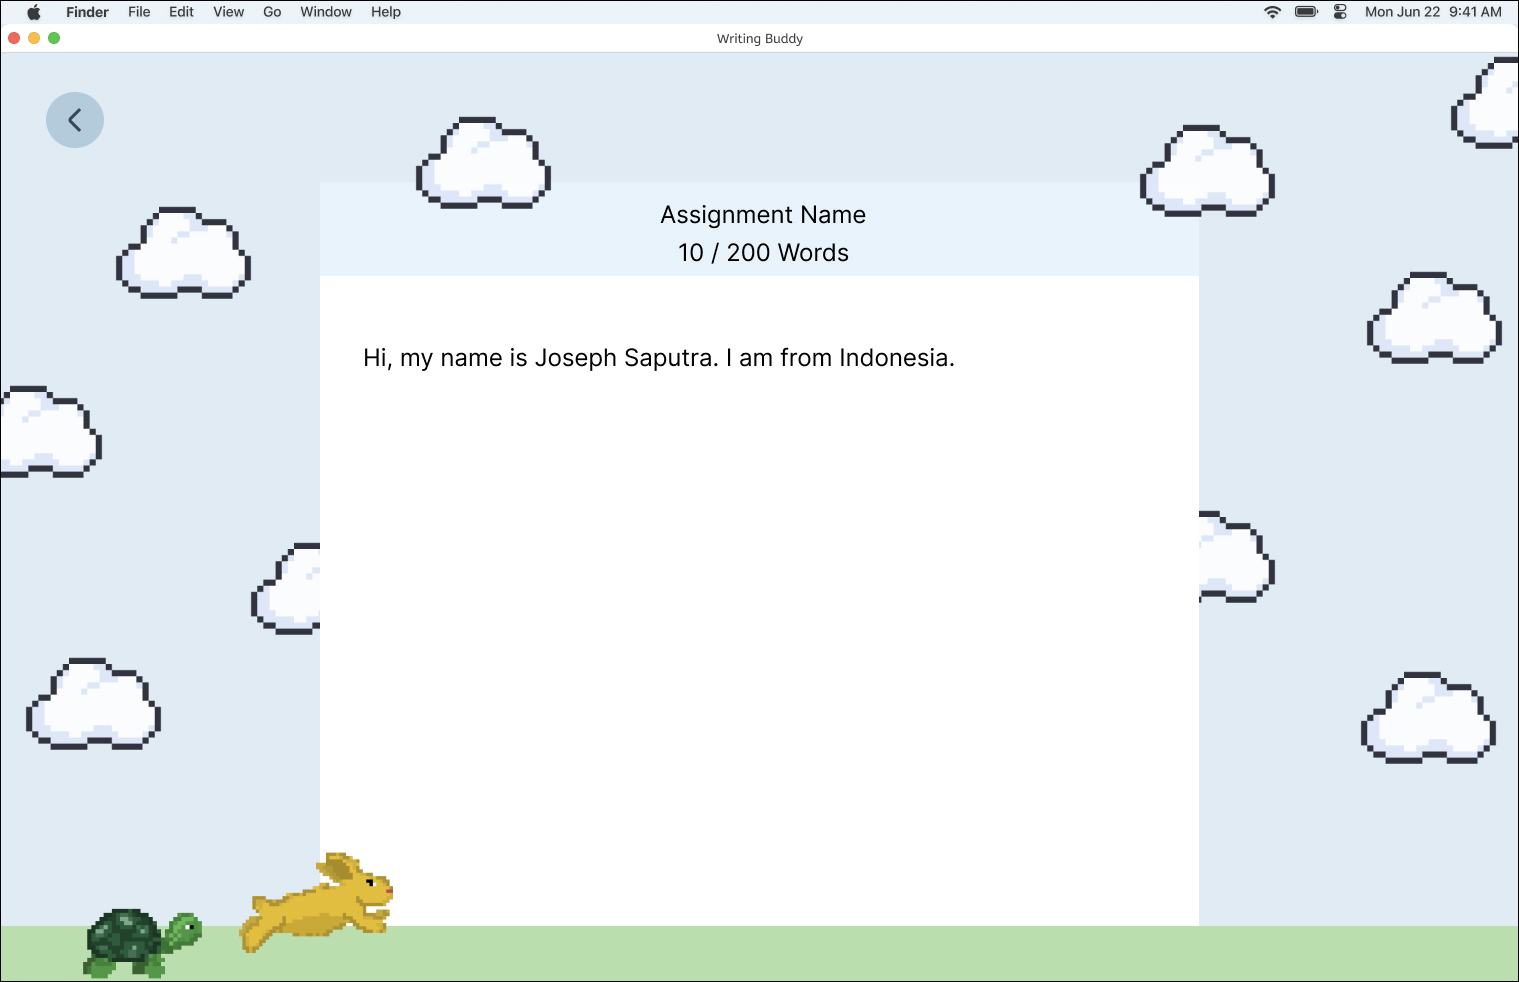 Finder File Edit View Go Window Help Mon Jun 22 9:41 AM
Writing Buddy
Assignment Name
10 / 200 Words
Hi, my name is Joseph Saputra. I am from Indonesia.